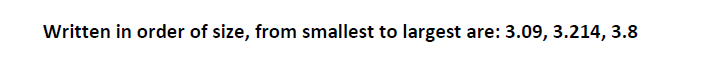 Written in order of size, from smallest to largest are: 3.09, 3.214, 3.8